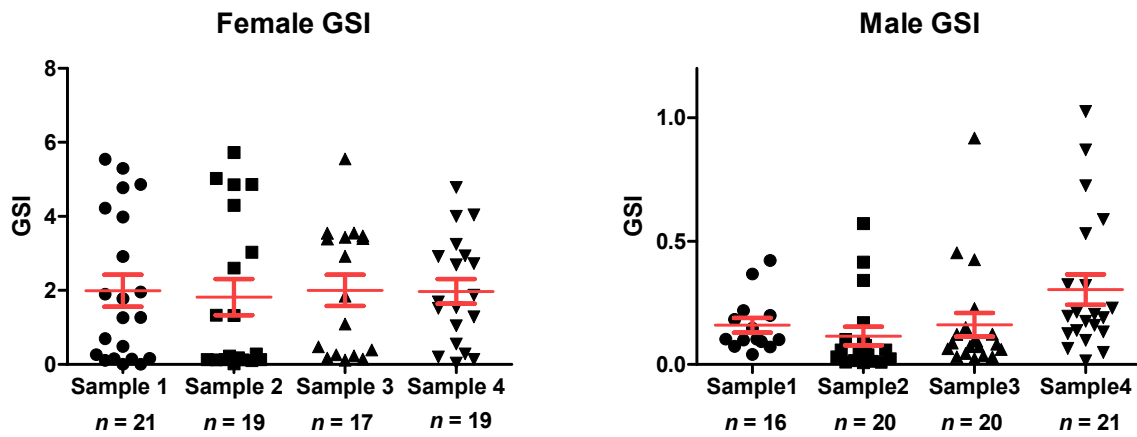 Female GSI
8
6
4
2
0
GSI
Sample 1 Sample 2 Sample 3 Sample 4
n = 21 n = 19 n = 17 n = 19
Male GSI
1.0
0.5
0.0
GSI
Sample1 Sample2 Sample3 Sample4
n = 16 n = 20 n = 20 n = 21